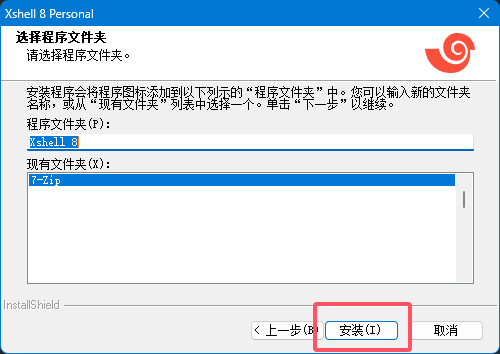 Xshell 8 Personal
选择程序文件夹
请选择程序文件夹。
安装程序会将程序图标添加到以下列示的“程序文件夹”中。您可以输入新的文件夹
名称，或从“现有文件夹”列表中选择一个。单击“下一步”以继续。
程序文件夹(P)：
Xshell 8
现有文件夹(X)：
7-Zip
InstallShield
< 上一步(B)
安装(I)
取消